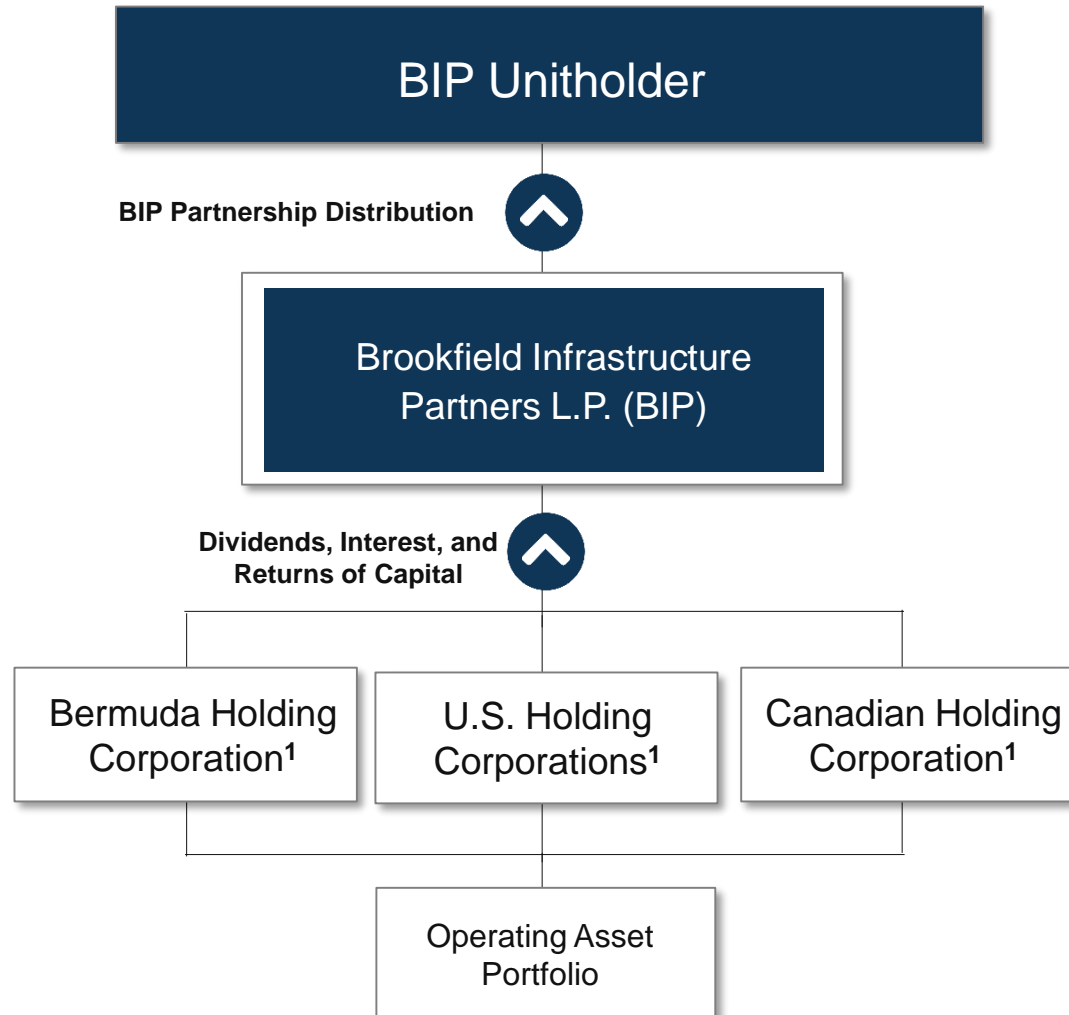 BIP Unitholder
BIP Partnership Distribution
Brookfield Infrastructure
Partners L.P. (BIP)
Dividends, Interest, and
Returns of Capital
Bermuda Holding
Corporation¹
U.S. Holding
Corporations¹
Canadian Holding
Corporation¹
Operating Asset
Portfolio